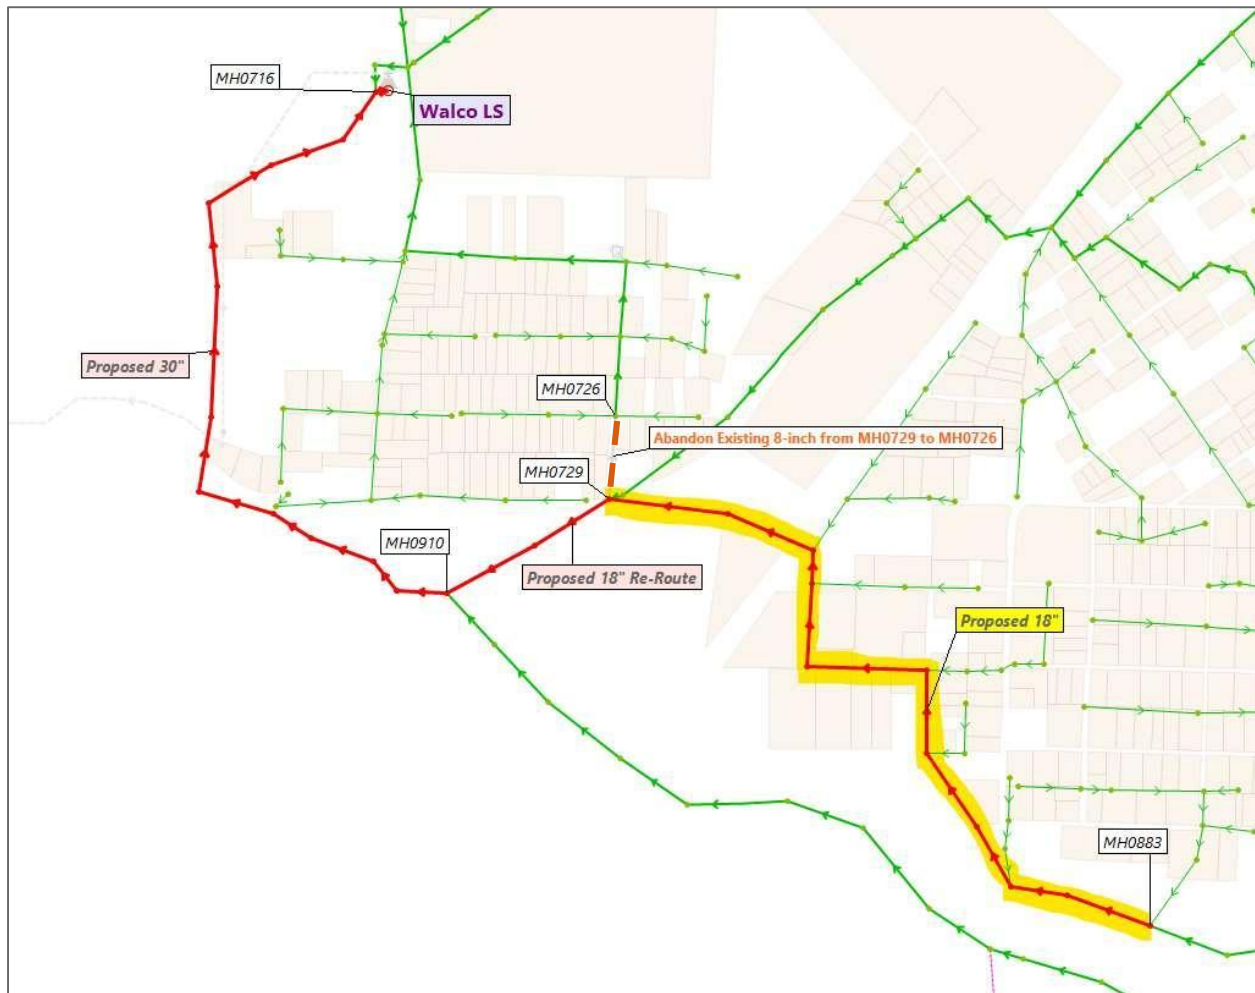 MH0716
Walco LS
Proposed 30"
MH0726
Abandon Existing 8-inch from MH0729 to MH0726
MH0729
MH0910
Proposed 18" Re-Route
Proposed 18"
MH0883